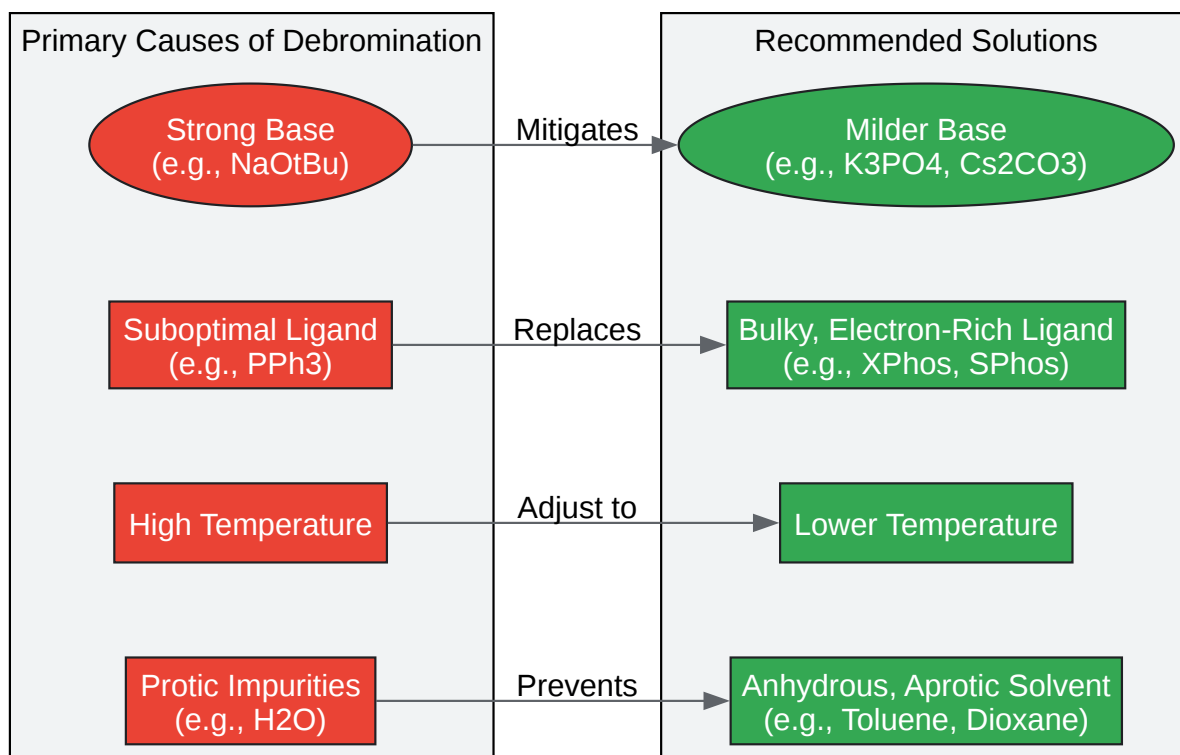 Primary Causes of Debromination
Strong Base
(e.g., NaOtBu)
Suboptimal Ligand
(e.g., PPh3)
High Temperature
Protic Impurities
(e.g., H2O)
Mitigates
Replaces
Adjust to
Prevents
Recommended Solutions
Milder Base
(e.g., K3PO4, Cs2CO3)
Bulky, Electron-Rich Ligand
(e.g., XPhos, SPhos)
Lower Temperature
Anhydrous, Aprotic Solvent
(e.g., Toluene, Dioxane)